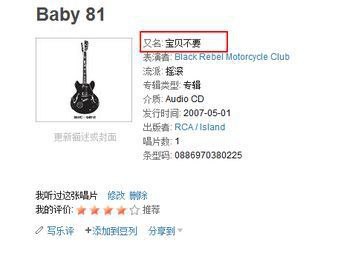 Baby 81
又名: 宝贝不要
表演者: Black Rebel Motorcycle Club
流派: 摇滚
专辑类型: 专辑
介质: Audio CD
发行时间: 2007-05-01
出版者: RCA / Island
唱片数: 1
条型码: 0886970380225
更新描述或封面
我听过这张唱片 修改 删除
我的评价: 推荐
写乐评 +添加到豆列 分享到